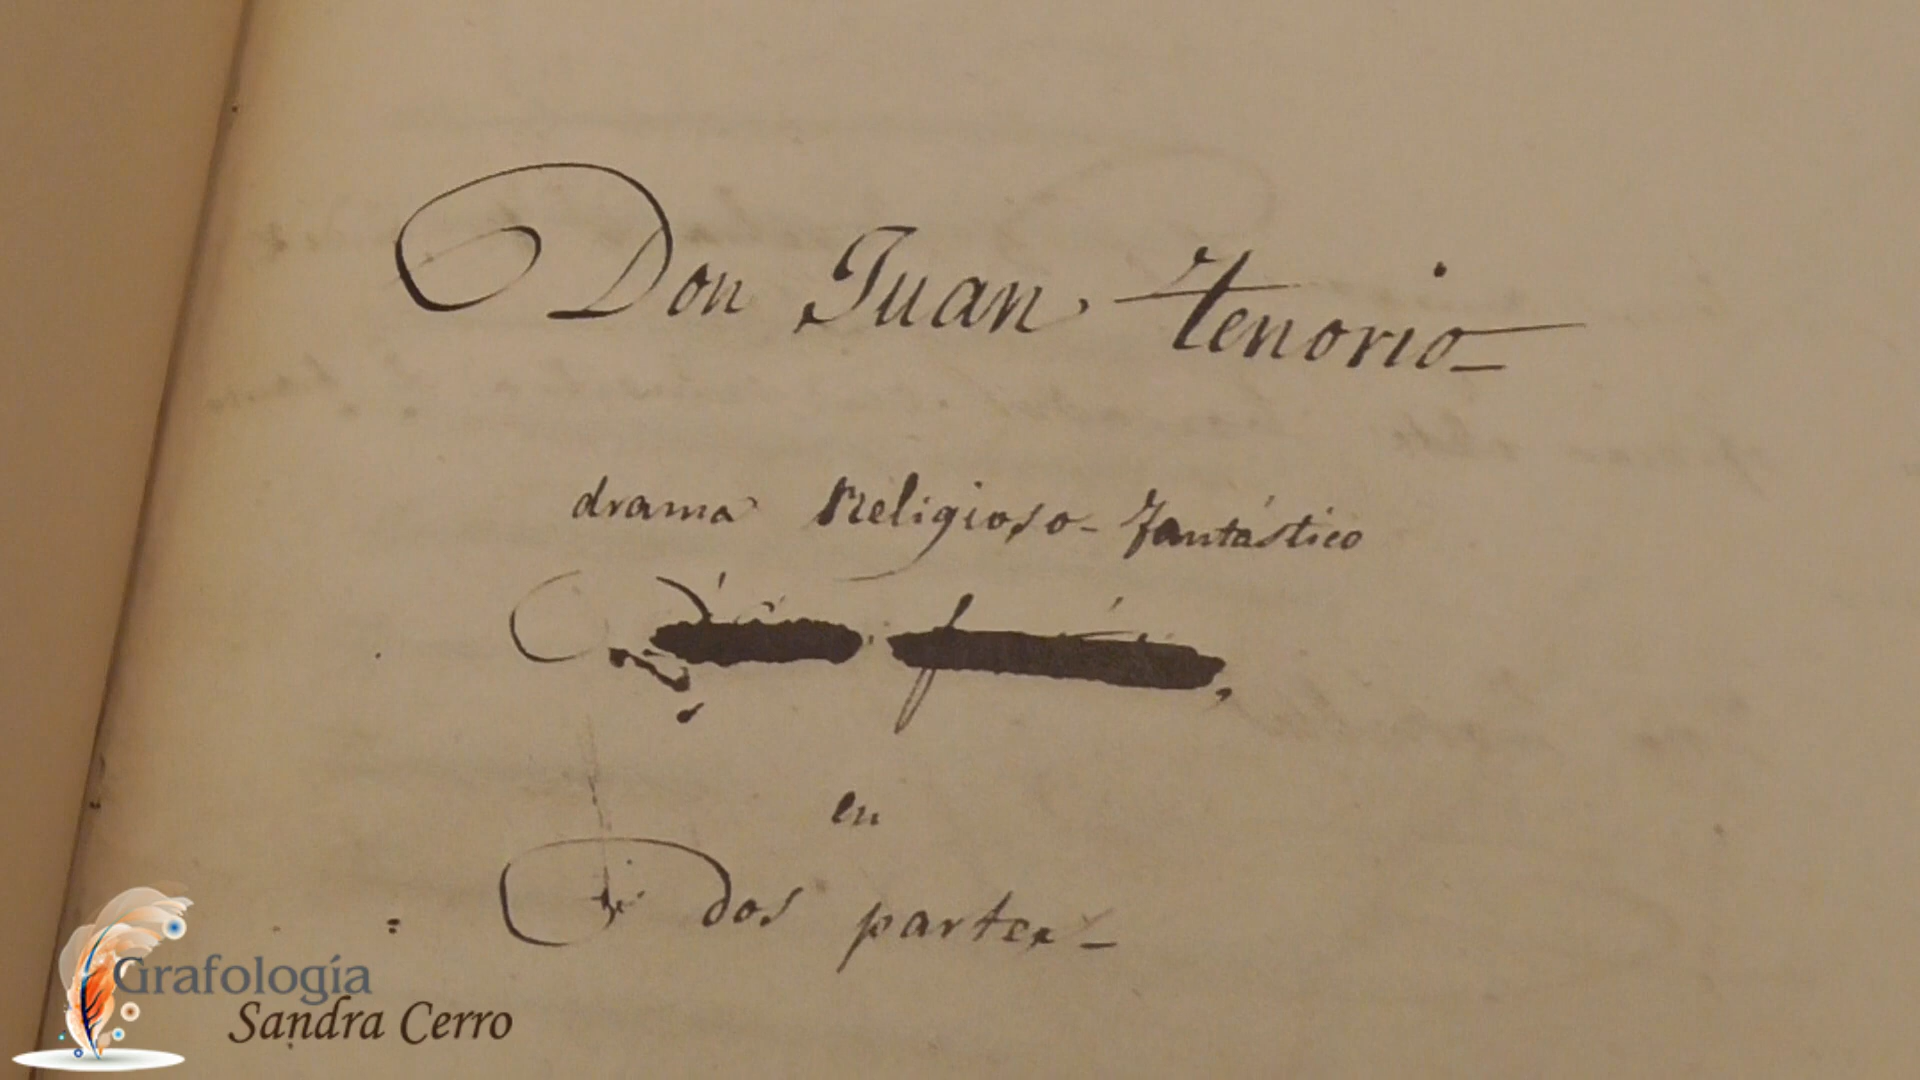 Don Juan Tenorio
drama Religioso-fantástico
en
dos partes
Grafología
Sandra Cerro